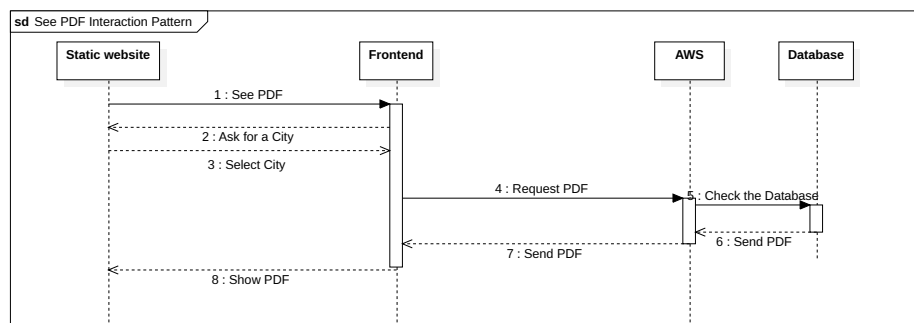 sd See PDF Interaction Pattern
Static website
Frontend
AWS
Database
1 : See PDF
2 : Ask for a City
3 : Select City
4 : Request PDF
5 : Check the Database
6 : Send PDF
7 : Send PDF
8 : Show PDF